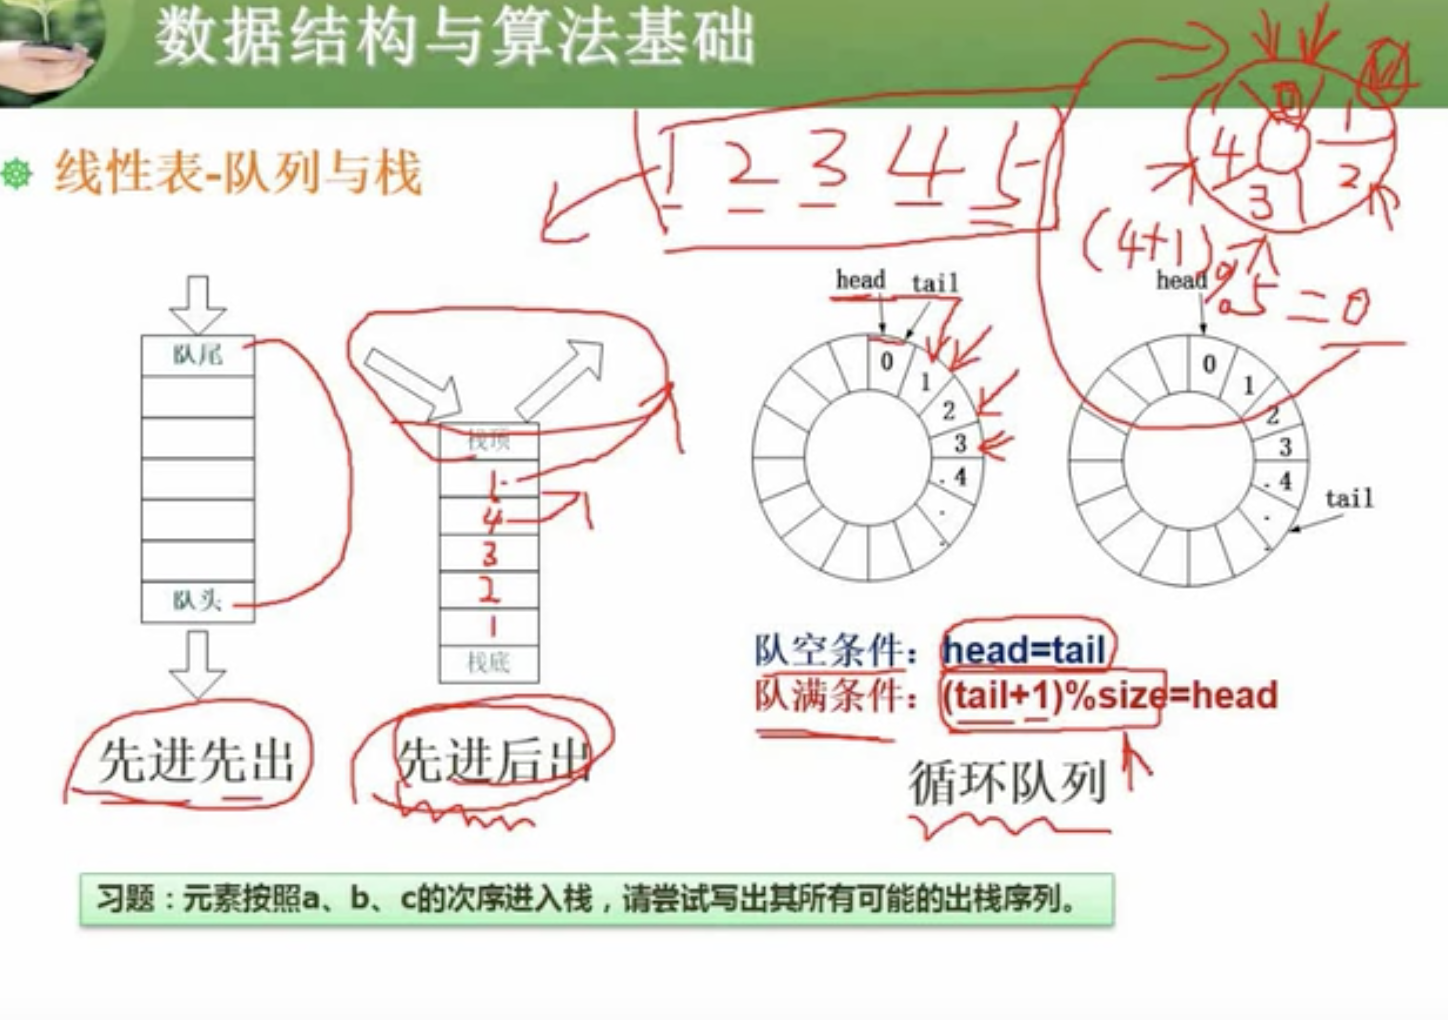 数据结构与算法基础
线性表-队列与栈
1 2 3 4 5
0 1 2 3 4
(4+1)%5=0
队尾
队头
先进先出
栈顶
5
4
3
2
1
栈底
先进后出
head tail
0
1
2
3
. 4
.
.
head
0
1
2
3
. 4
.
.
tail
队空条件：head=tail
队满条件：(tail+1)%size=head
循环队列
习题：元素按照a、b、c的次序进入栈，请尝试写出其所有可能的出栈序列。